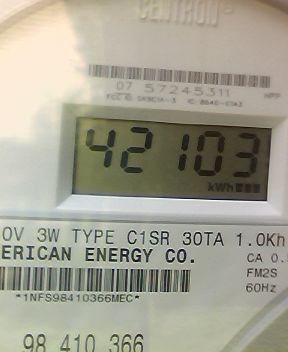 CENTRON®
07 57245311
42103
kWh
0V 3W TYPE C1SR 30TA 1.0Kh
ERICAN ENERGY CO.
CA 0.
FM2S
*1NFS98410366MEC*
60Hz
98 410 366